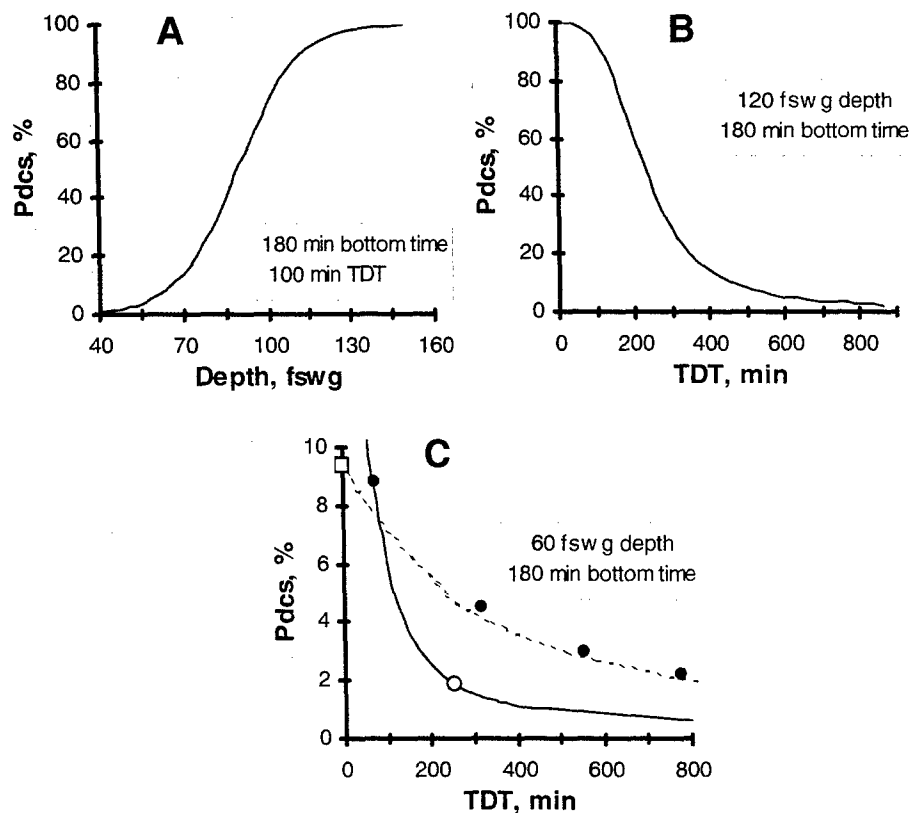 A
Pdcs, %
100
80
60
40
20
0
180 min bottom time
100 min TDT
40 70 100 130 160
Depth, fswg
B
Pdcs, %
100
80
60
40
20
0
120 fsw g depth
180 min bottom time
0 200 400 600 800
TDT, min
C
Pdcs, %
10
8
6
4
2
0
60 fsw g depth
180 min bottom time
0 200 400 600 800
TDT, min